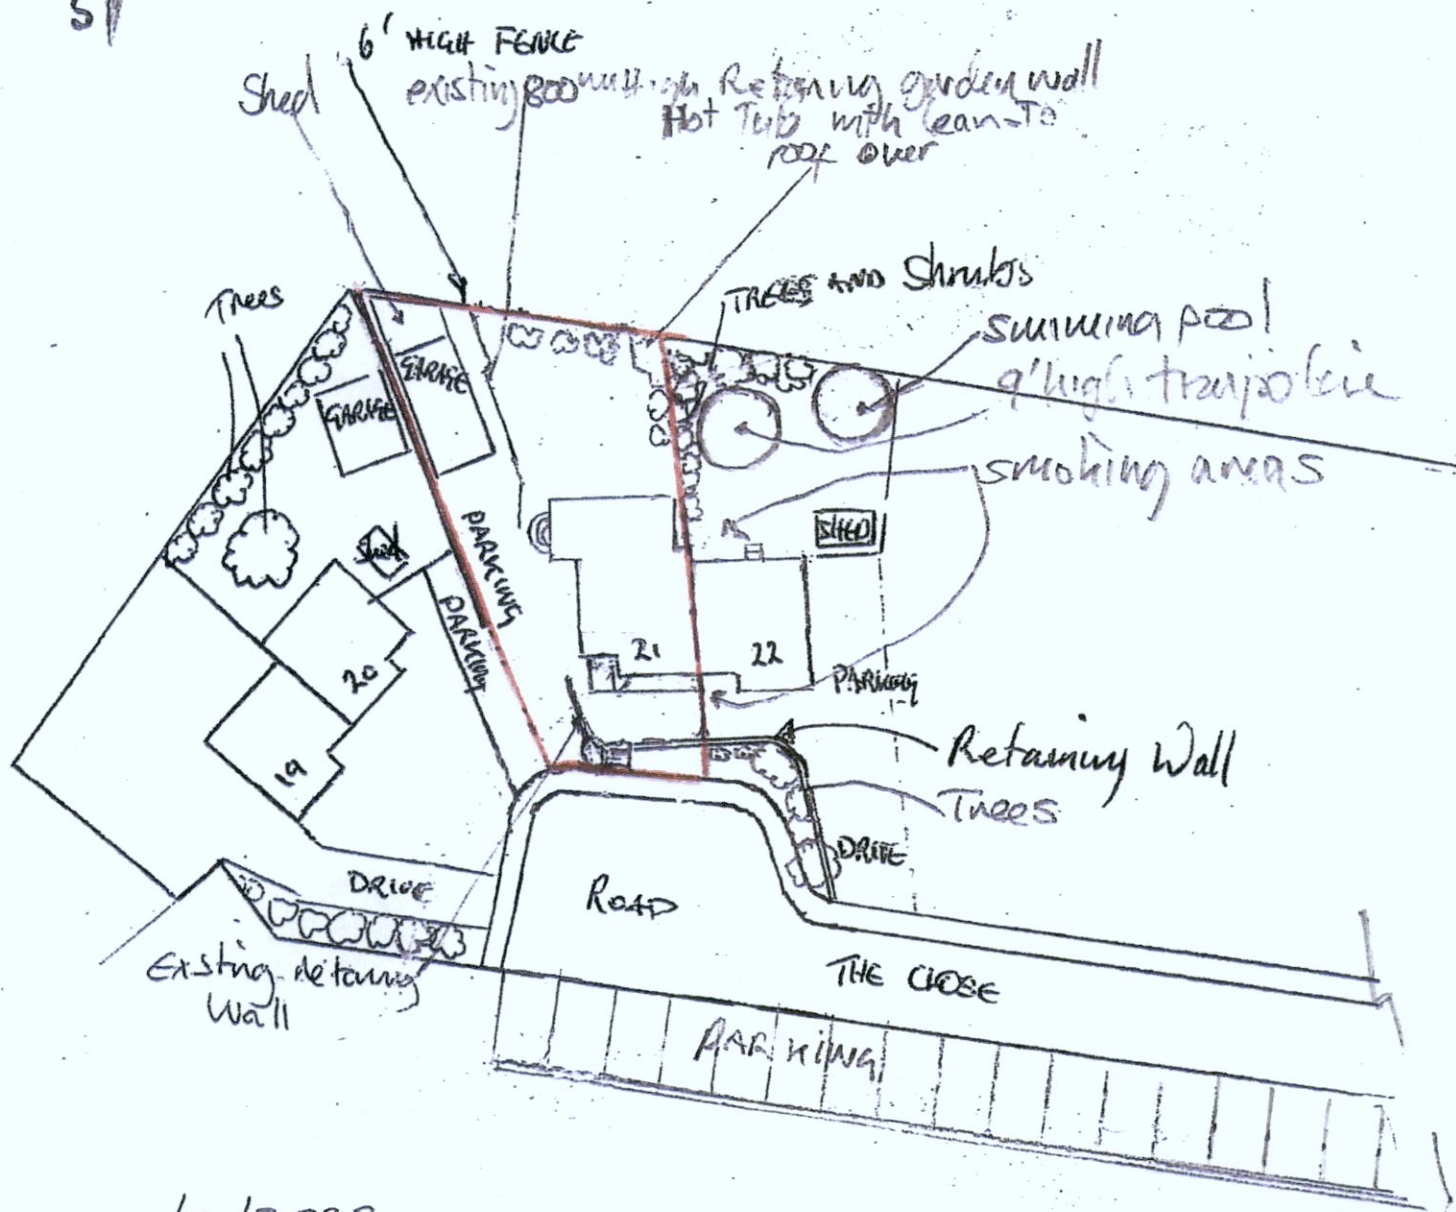 6' HIGH FENCE
Shed
existing 800mm High Retaining garden wall
Hot Tub with lean-To
roof over
Trees
TREES AND Shrubs
swimming pool
9' high trampoline
GARAGE
GARAGE
smoking areas
SHED
PARKING
Shed
PARKING
21
22
20
PARKING
19
Retaining Wall
Trees
DRIVE
DRIVE
ROAD
Existing retaining
Wall
THE CLOSE
PARKING